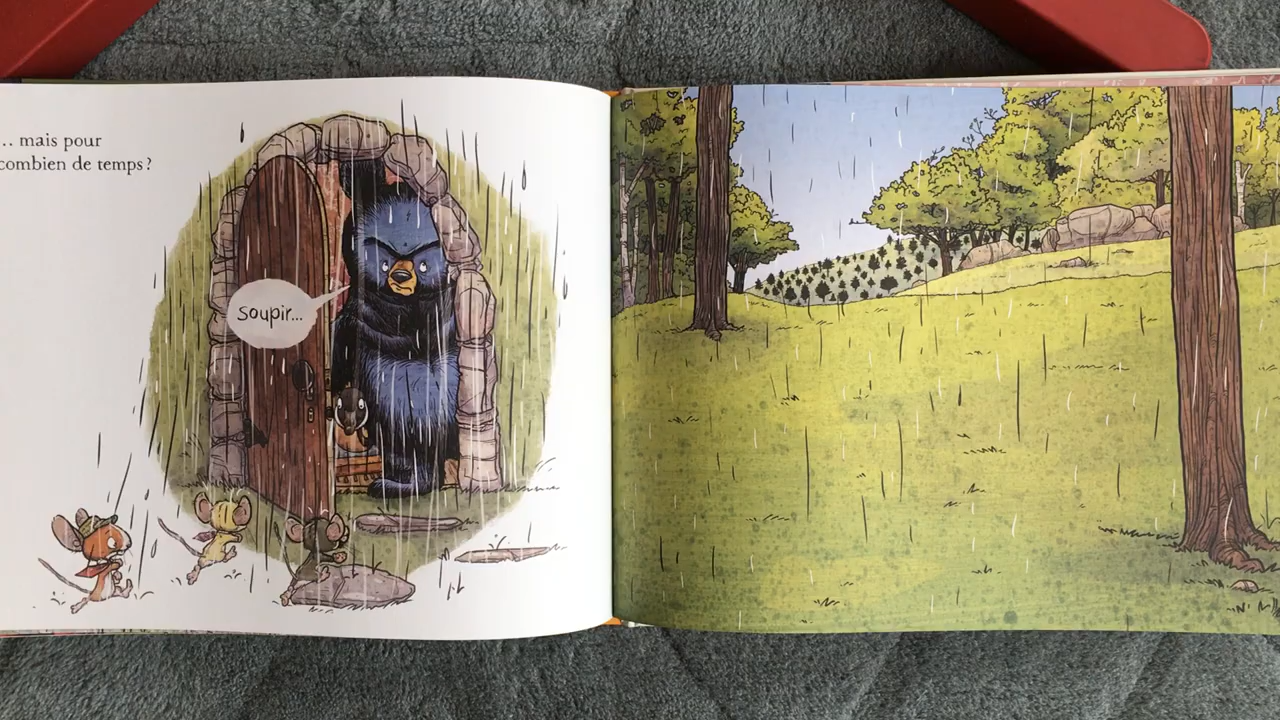 .. mais pour
combien de temps ?
soupir...